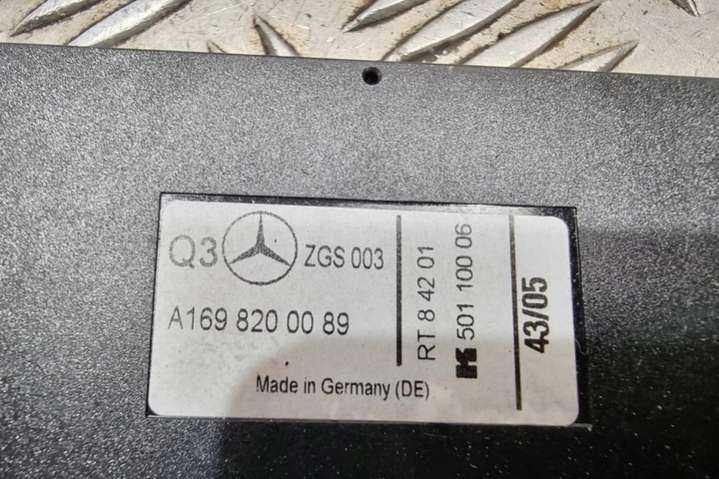 Q3 ZGS 003
A169 820 00 89
Made in Germany (DE)
RT 8 42 01
K 501 100 06
43/05